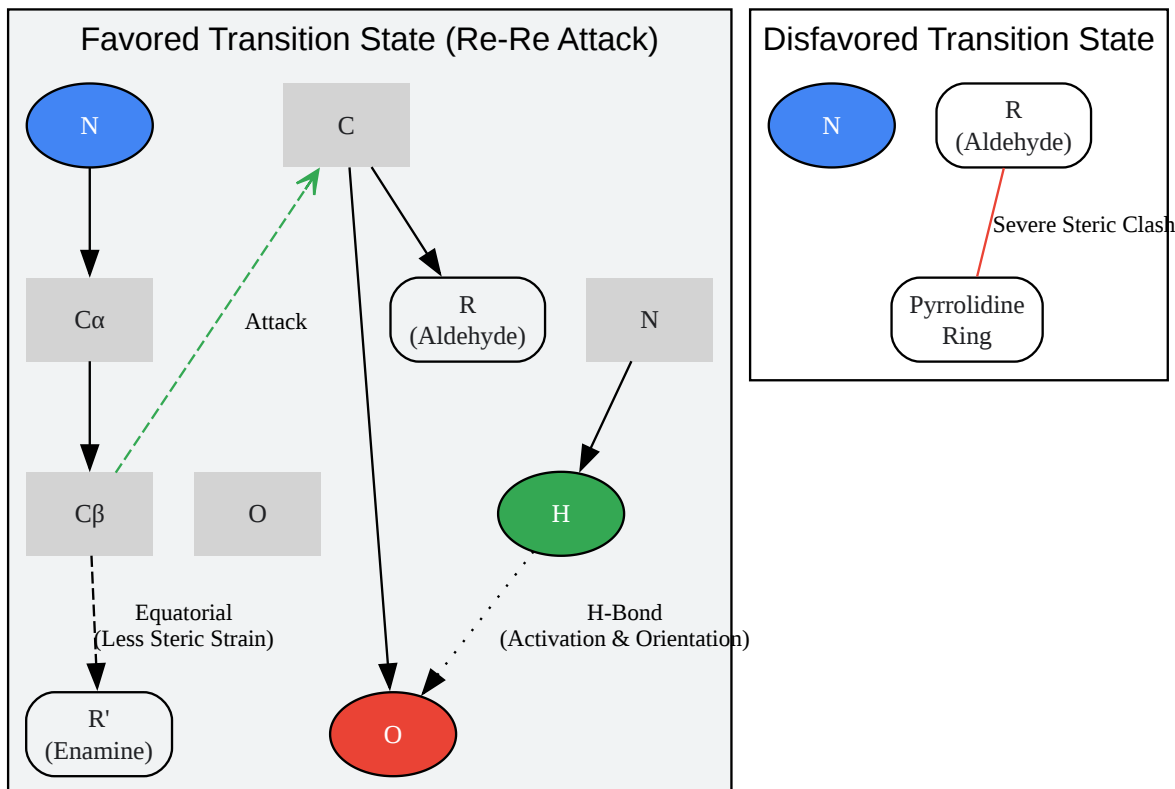 Favored Transition State (Re-Re Attack)
N
C
Cα
Attack
R
(Aldehyde)
N
Cβ
O
H
Equatorial
(Less Steric Strain)
H-Bond
(Activation & Orientation)
R'
(Enamine)
O
Disfavored Transition State
N
R
(Aldehyde)
Severe Steric Clash
Pyrrolidine
Ring